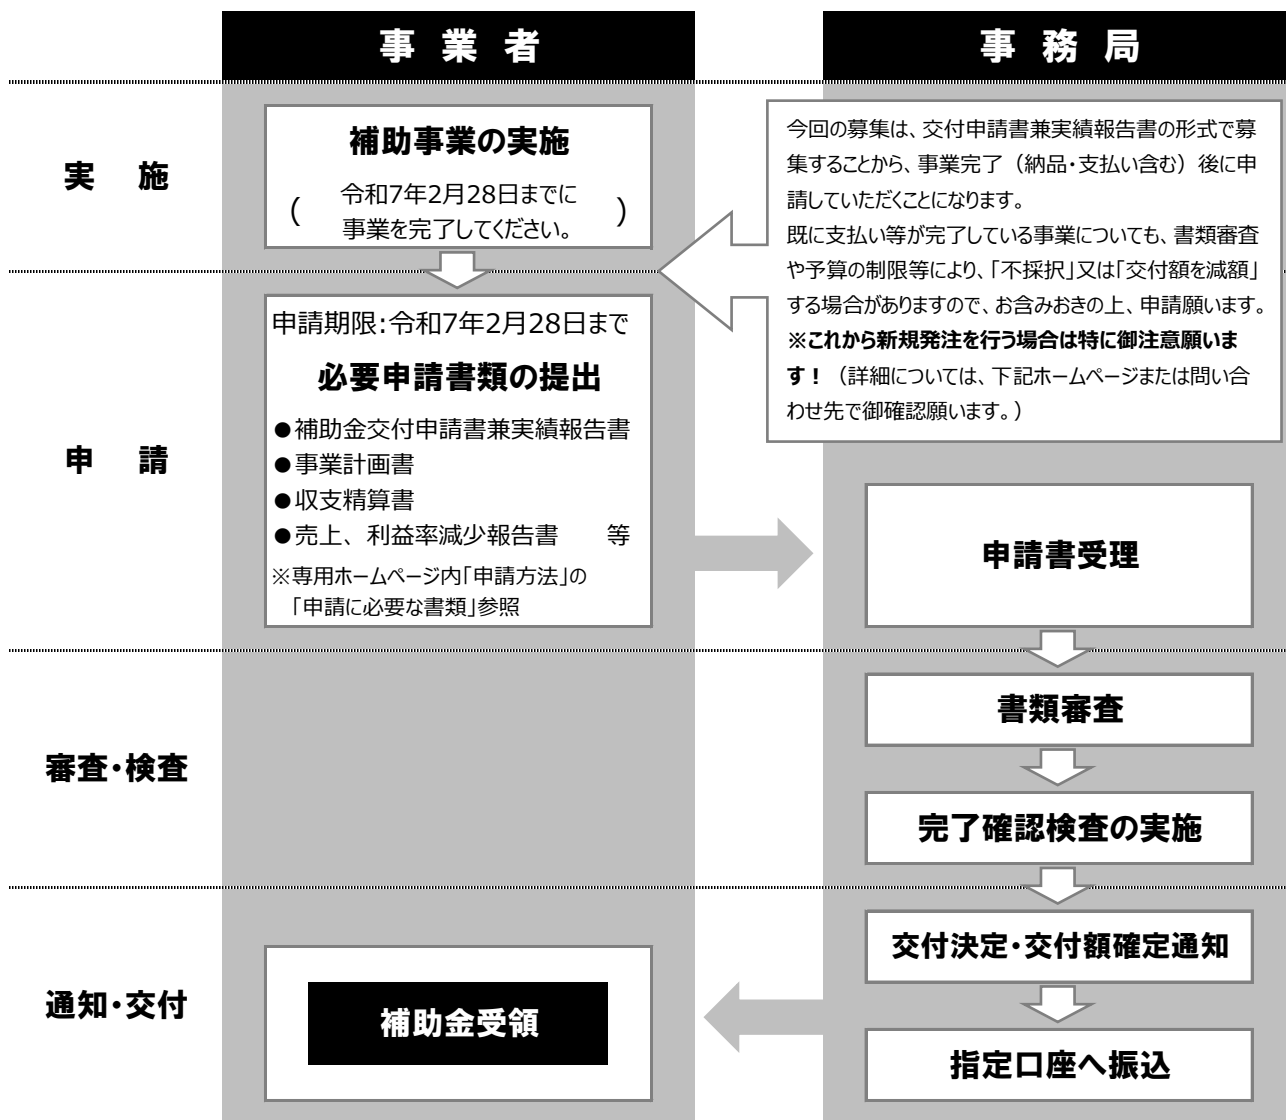 事 業 者
事 務 局
実 施
補助事業の実施
( 令和7年2月28日までに
事業を完了してください。 )
今回の募集は、交付申請書兼実績報告書の形式で募
集することから、事業完了（納品・支払い含む）後に申
請していただくことになります。
既に支払い等が完了している事業についても、書類審査
や予算の制限等により、「不採択」又は「交付額を減額」
する場合がありますので、お含みおきの上、申請願います。
※これから新規発注を行う場合は特に御注意願いま
す！（詳細については、下記ホームページまたは問い合
わせ先で御確認願います。）
申 請
申請期限:令和7年2月28日まで
必要申請書類の提出
●補助金交付申請書兼実績報告書
●事業計画書
●収支精算書
●売上、利益率減少報告書 等
※専用ホームページ内「申請方法」の
「申請に必要な書類」参照
申請書受理
審査・検査
書類審査
完了確認検査の実施
通知・交付
交付決定・交付額確定通知
補助金受領
指定口座へ振込